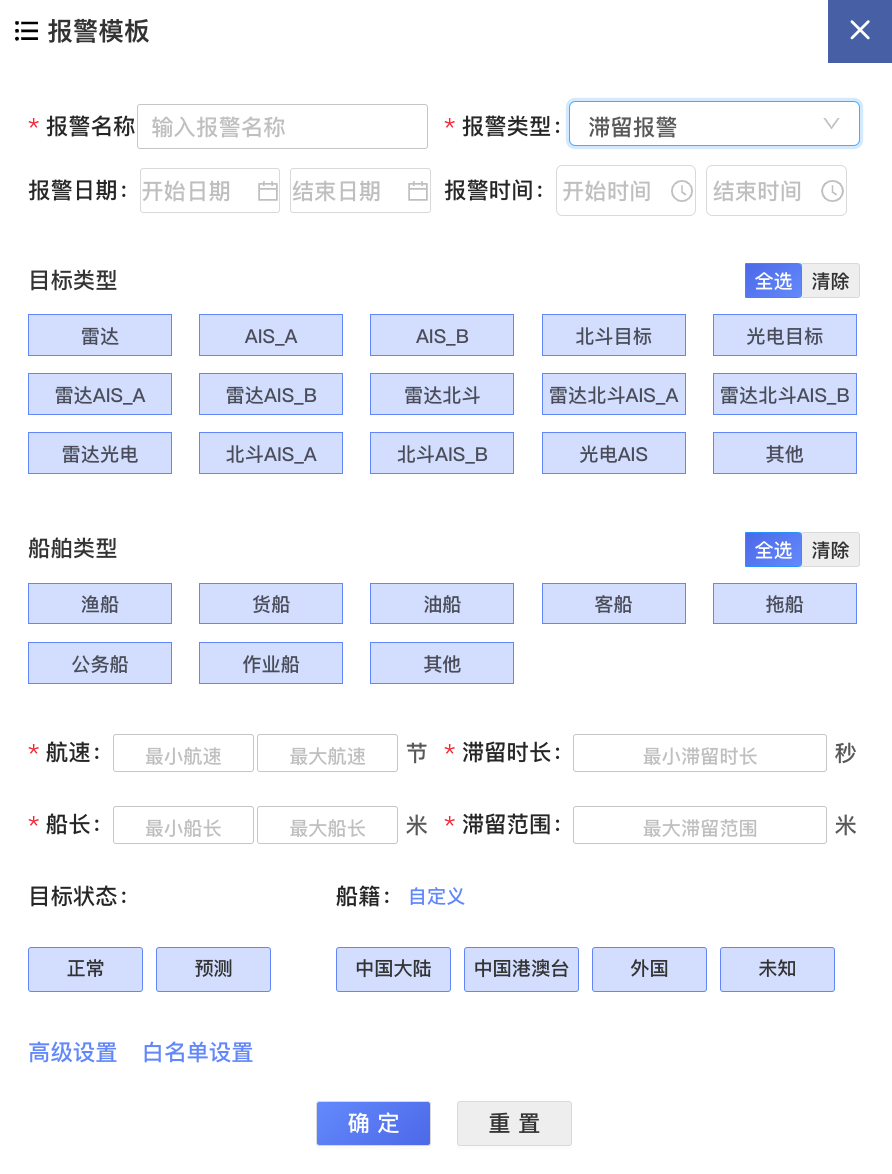 报警模板
* 报警名称 输入报警名称 * 报警类型: 滞留报警
报警日期: 开始日期 结束日期 报警时间: 开始时间 结束时间
目标类型 全选 清除
雷达 AIS_A AIS_B 北斗目标 光电目标
雷达AIS_A 雷达AIS_B 雷达北斗 雷达北斗AIS_A 雷达北斗AIS_B
雷达光电 北斗AIS_A 北斗AIS_B 光电AIS 其他
船舶类型 全选 清除
渔船 货船 油船 客船 拖船
公务船 作业船 其他
* 航速: 最小航速 最大航速 节 * 滞留时长: 最小滞留时长 秒
* 船长: 最小船长 最大船长 米 * 滞留范围: 最大滞留范围 米
目标状态: 船籍: 自定义
正常 预测 中国大陆 中国港澳台 外国 未知
高级设置 白名单设置
确 定 重 置